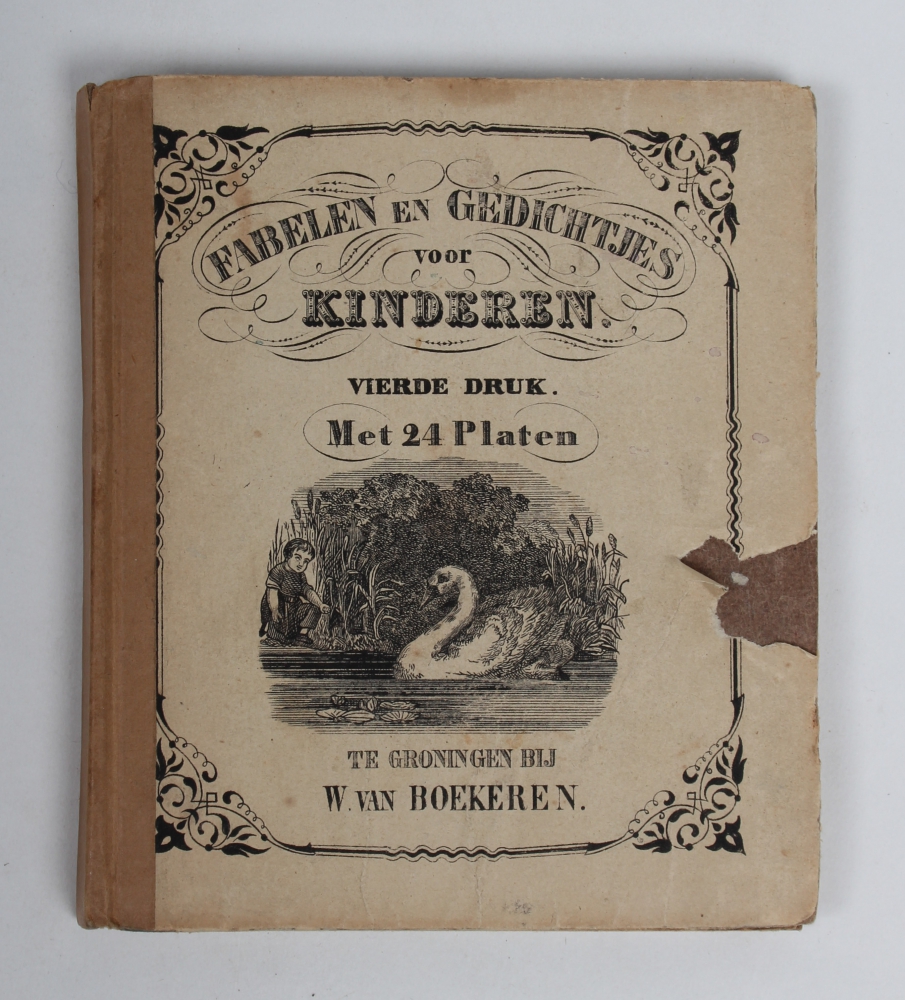 FABELEN EN GEDICHTJES
voor
KINDEREN.
VIERDE DRUK.
Met 24 Platen
TE GRONINGEN BIJ
W. VAN BOEKEREN.